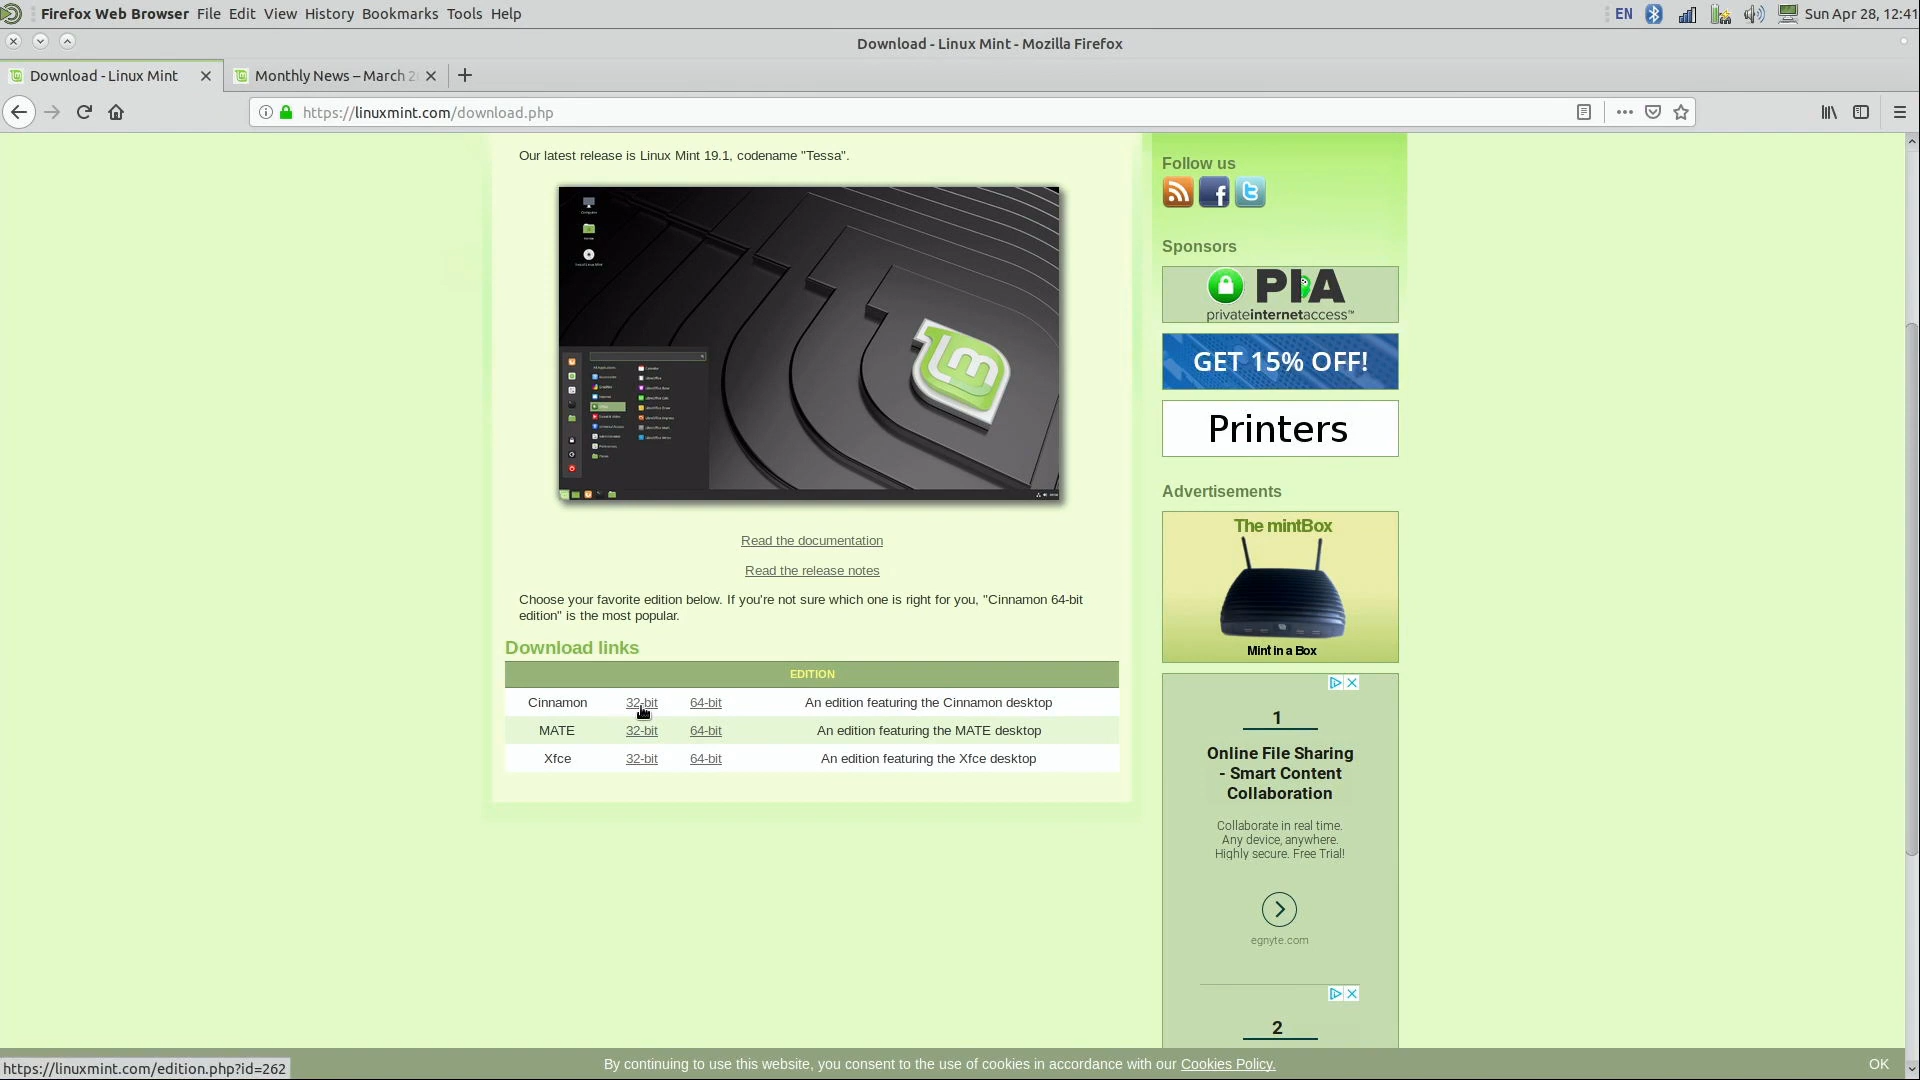 Firefox Web Browser File Edit View History Bookmarks Tools Help
EN
Sun Apr 28, 12:41
Download - Linux Mint - Mozilla Firefox
Download - Linux Mint
Monthly News – March 2
https://linuxmint.com/download.php
Our latest release is Linux Mint 19.1, codename "Tessa".
Read the documentation
Read the release notes
Choose your favorite edition below. If you're not sure which one is right for you, "Cinnamon 64-bit
edition" is the most popular.
Download links
EDITION
Cinnamon 32-bit 64-bit An edition featuring the Cinnamon desktop
MATE 32-bit 64-bit An edition featuring the MATE desktop
Xfce 32-bit 64-bit An edition featuring the Xfce desktop
Follow us
Sponsors
PIA
privateinternetaccess™
GET 15% OFF!
Printers
Advertisements
The mintBox
Mint in a Box
1
Online File Sharing
- Smart Content
Collaboration
Collaborate in real time.
Any device, anywhere.
Highly secure. Free Trial!
egnyte.com
2
https://linuxmint.com/edition.php?id=262
By continuing to use this website, you consent to the use of cookies in accordance with our Cookies Policy.
OK